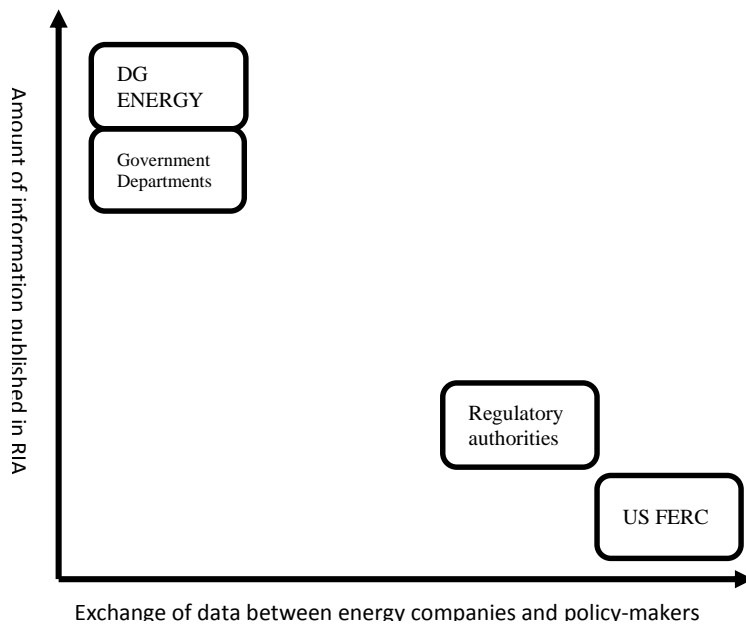 DG
ENERGY
Government
Departments
Amount of information published in RIA
Regulatory
authorities
US FERC
Exchange of data between energy companies and policy-makers